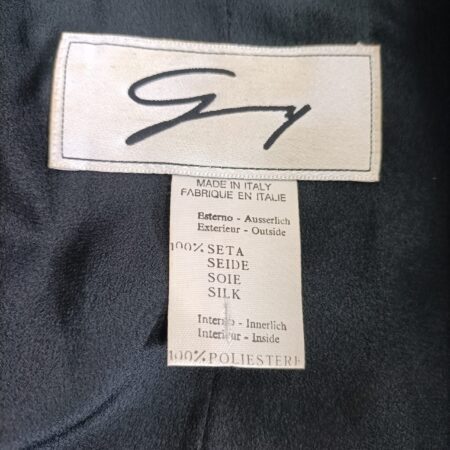 Gny
MADE IN ITALY
FABRIQUE EN ITALIE
Esterno - Ausserlich
Exterieur - Outside
100% SETA
SEIDE
SOIE
SILK
Interno - Innerlich
Interieur - Inside
100% POLIESTERE